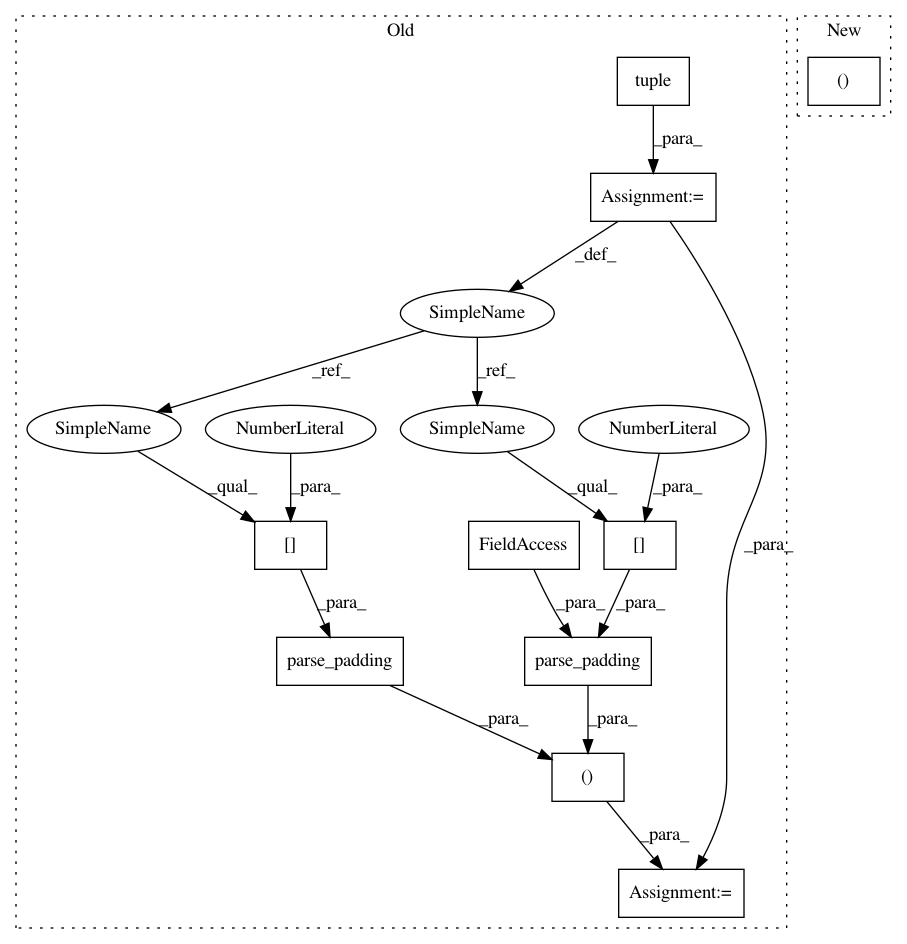 Old
New
tuple
()
_para_
Assignment:=
_def_
SimpleName
_ref_
_ref_
SimpleName
NumberLiteral
SimpleName
NumberLiteral
_qual_
_para_
_qual_
_para_
[]
FieldAccess
[]
_para_
_para_
_para_
_para_
parse_padding
parse_padding
_para_
_para_
()
_para_
Assignment:=